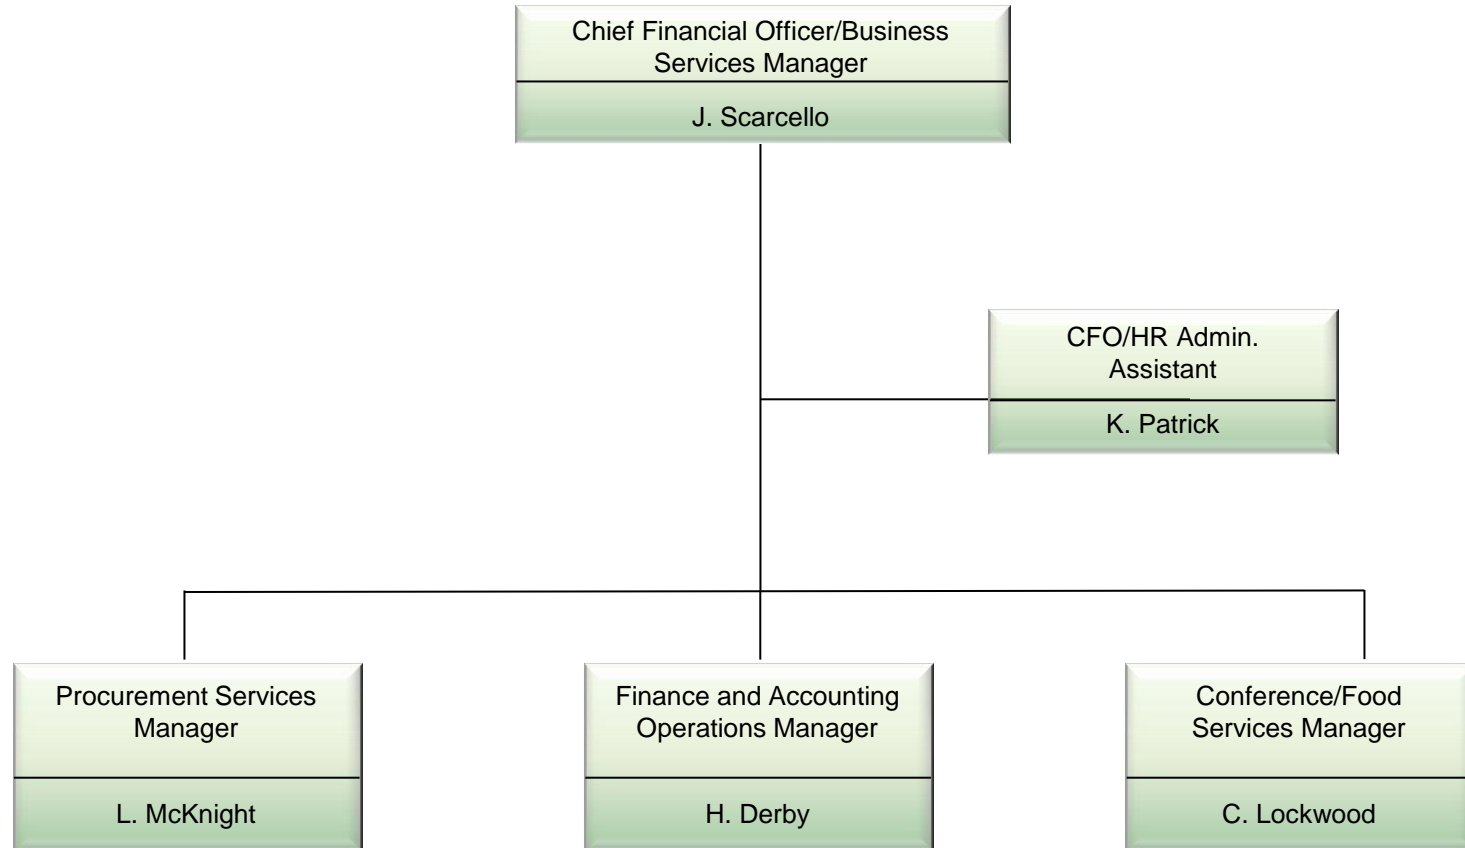 Chief Financial Officer/Business
Services Manager
J. Scarcello
CFO/HR Admin.
Assistant
K. Patrick
Procurement Services
Manager
L. McKnight
Finance and Accounting
Operations Manager
H. Derby
Conference/Food
Services Manager
C. Lockwood